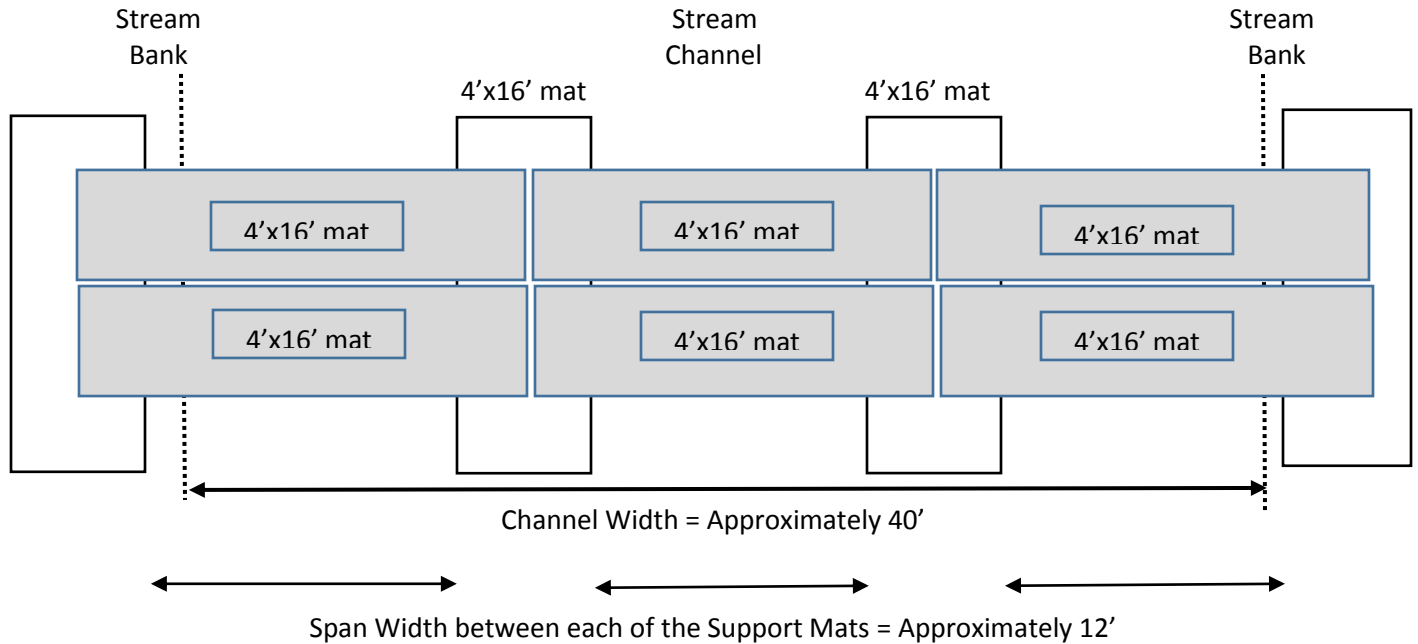 Stream
Bank
Stream
Channel
Stream
Bank
4’x16’ mat
4’x16’ mat
4’x16’ mat
4’x16’ mat
4’x16’ mat
4’x16’ mat
4’x16’ mat
4’x16’ mat
Channel Width = Approximately 40’
Span Width between each of the Support Mats = Approximately 12’